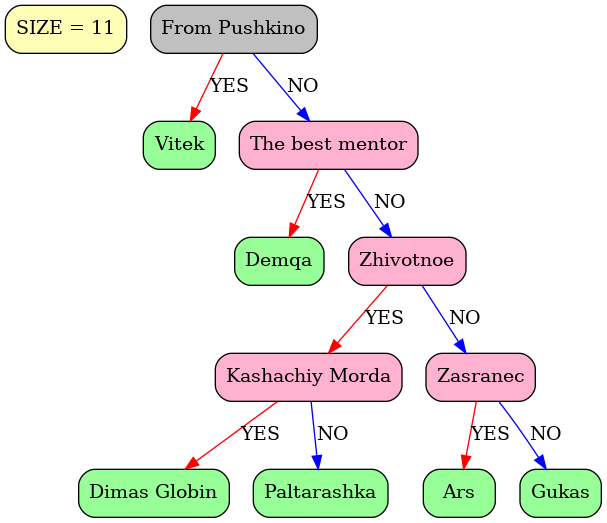 SIZE = 11
From Pushkino
YES
NO
Vitek
The best mentor
YES
NO
Demqa
Zhivotnoe
YES
NO
Kashachiy Morda
Zasranec
YES
NO
YES
NO
Dimas Globin
Paltarashka
Ars
Gukas